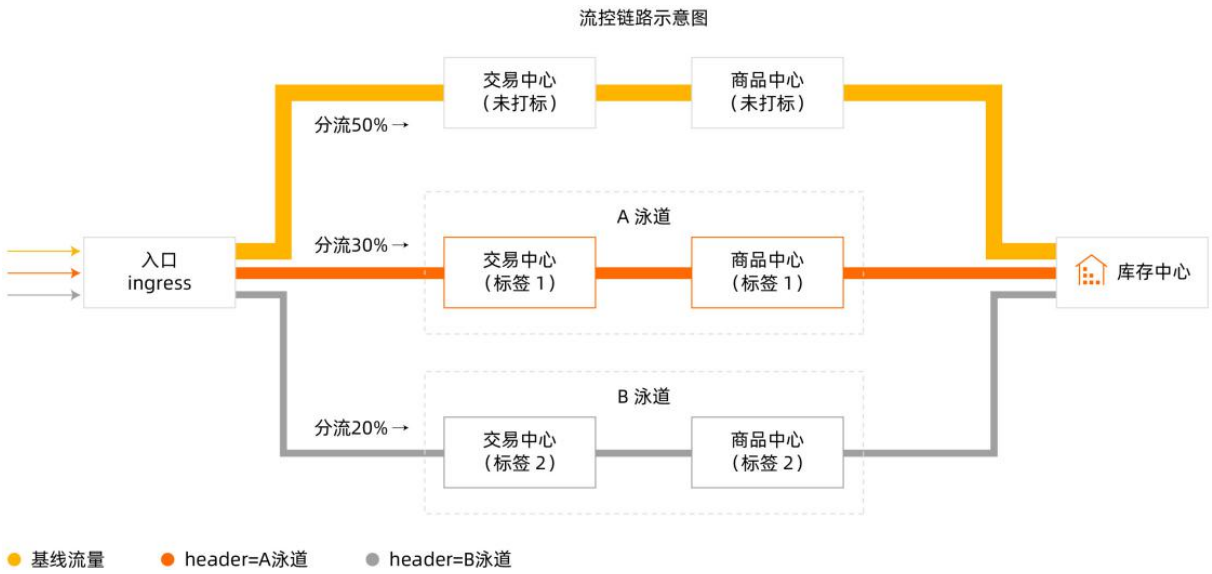 流控链路示意图
交易中心
（未打标）
商品中心
（未打标）
分流50%→
A 泳道
分流30%→
入口
ingress
交易中心
（标签 1）
商品中心
（标签 1）
库存中心
B 泳道
分流20%→
交易中心
（标签 2）
商品中心
（标签 2）
基线流量
header=A泳道
header=B泳道